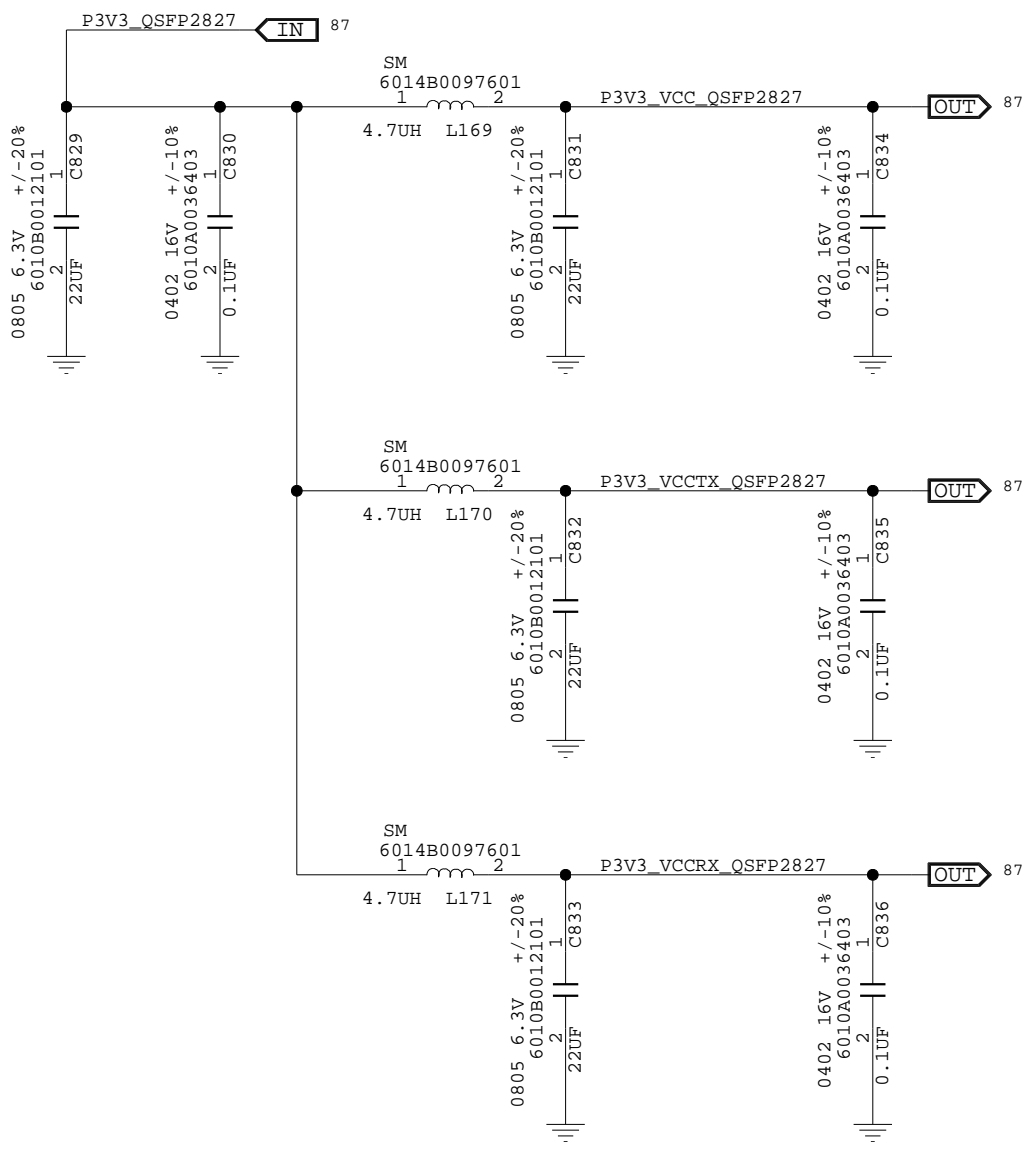 P3V3_QSFP2827
IN
87
SM
6014B0097601
1
2
4.7UH
L169
P3V3_VCC_QSFP2827
OUT
87
0805 6.3V +/-20%
6010B0012101
1
2
C829
22UF
0402 16V +/-10%
6010A0036403
1
2
C830
0.1UF
0805 6.3V +/-20%
6010B0012101
1
2
C831
22UF
0402 16V +/-10%
6010A0036403
1
2
C834
0.1UF
SM
6014B0097601
1
2
4.7UH
L170
P3V3_VCCTX_QSFP2827
OUT
87
0805 6.3V +/-20%
6010B0012101
1
2
C832
22UF
0402 16V +/-10%
6010A0036403
1
2
C835
0.1UF
SM
6014B0097601
1
2
4.7UH
L171
P3V3_VCCRX_QSFP2827
OUT
87
0805 6.3V +/-20%
6010B0012101
1
2
C833
22UF
0402 16V +/-10%
6010A0036403
1
2
C836
0.1UF